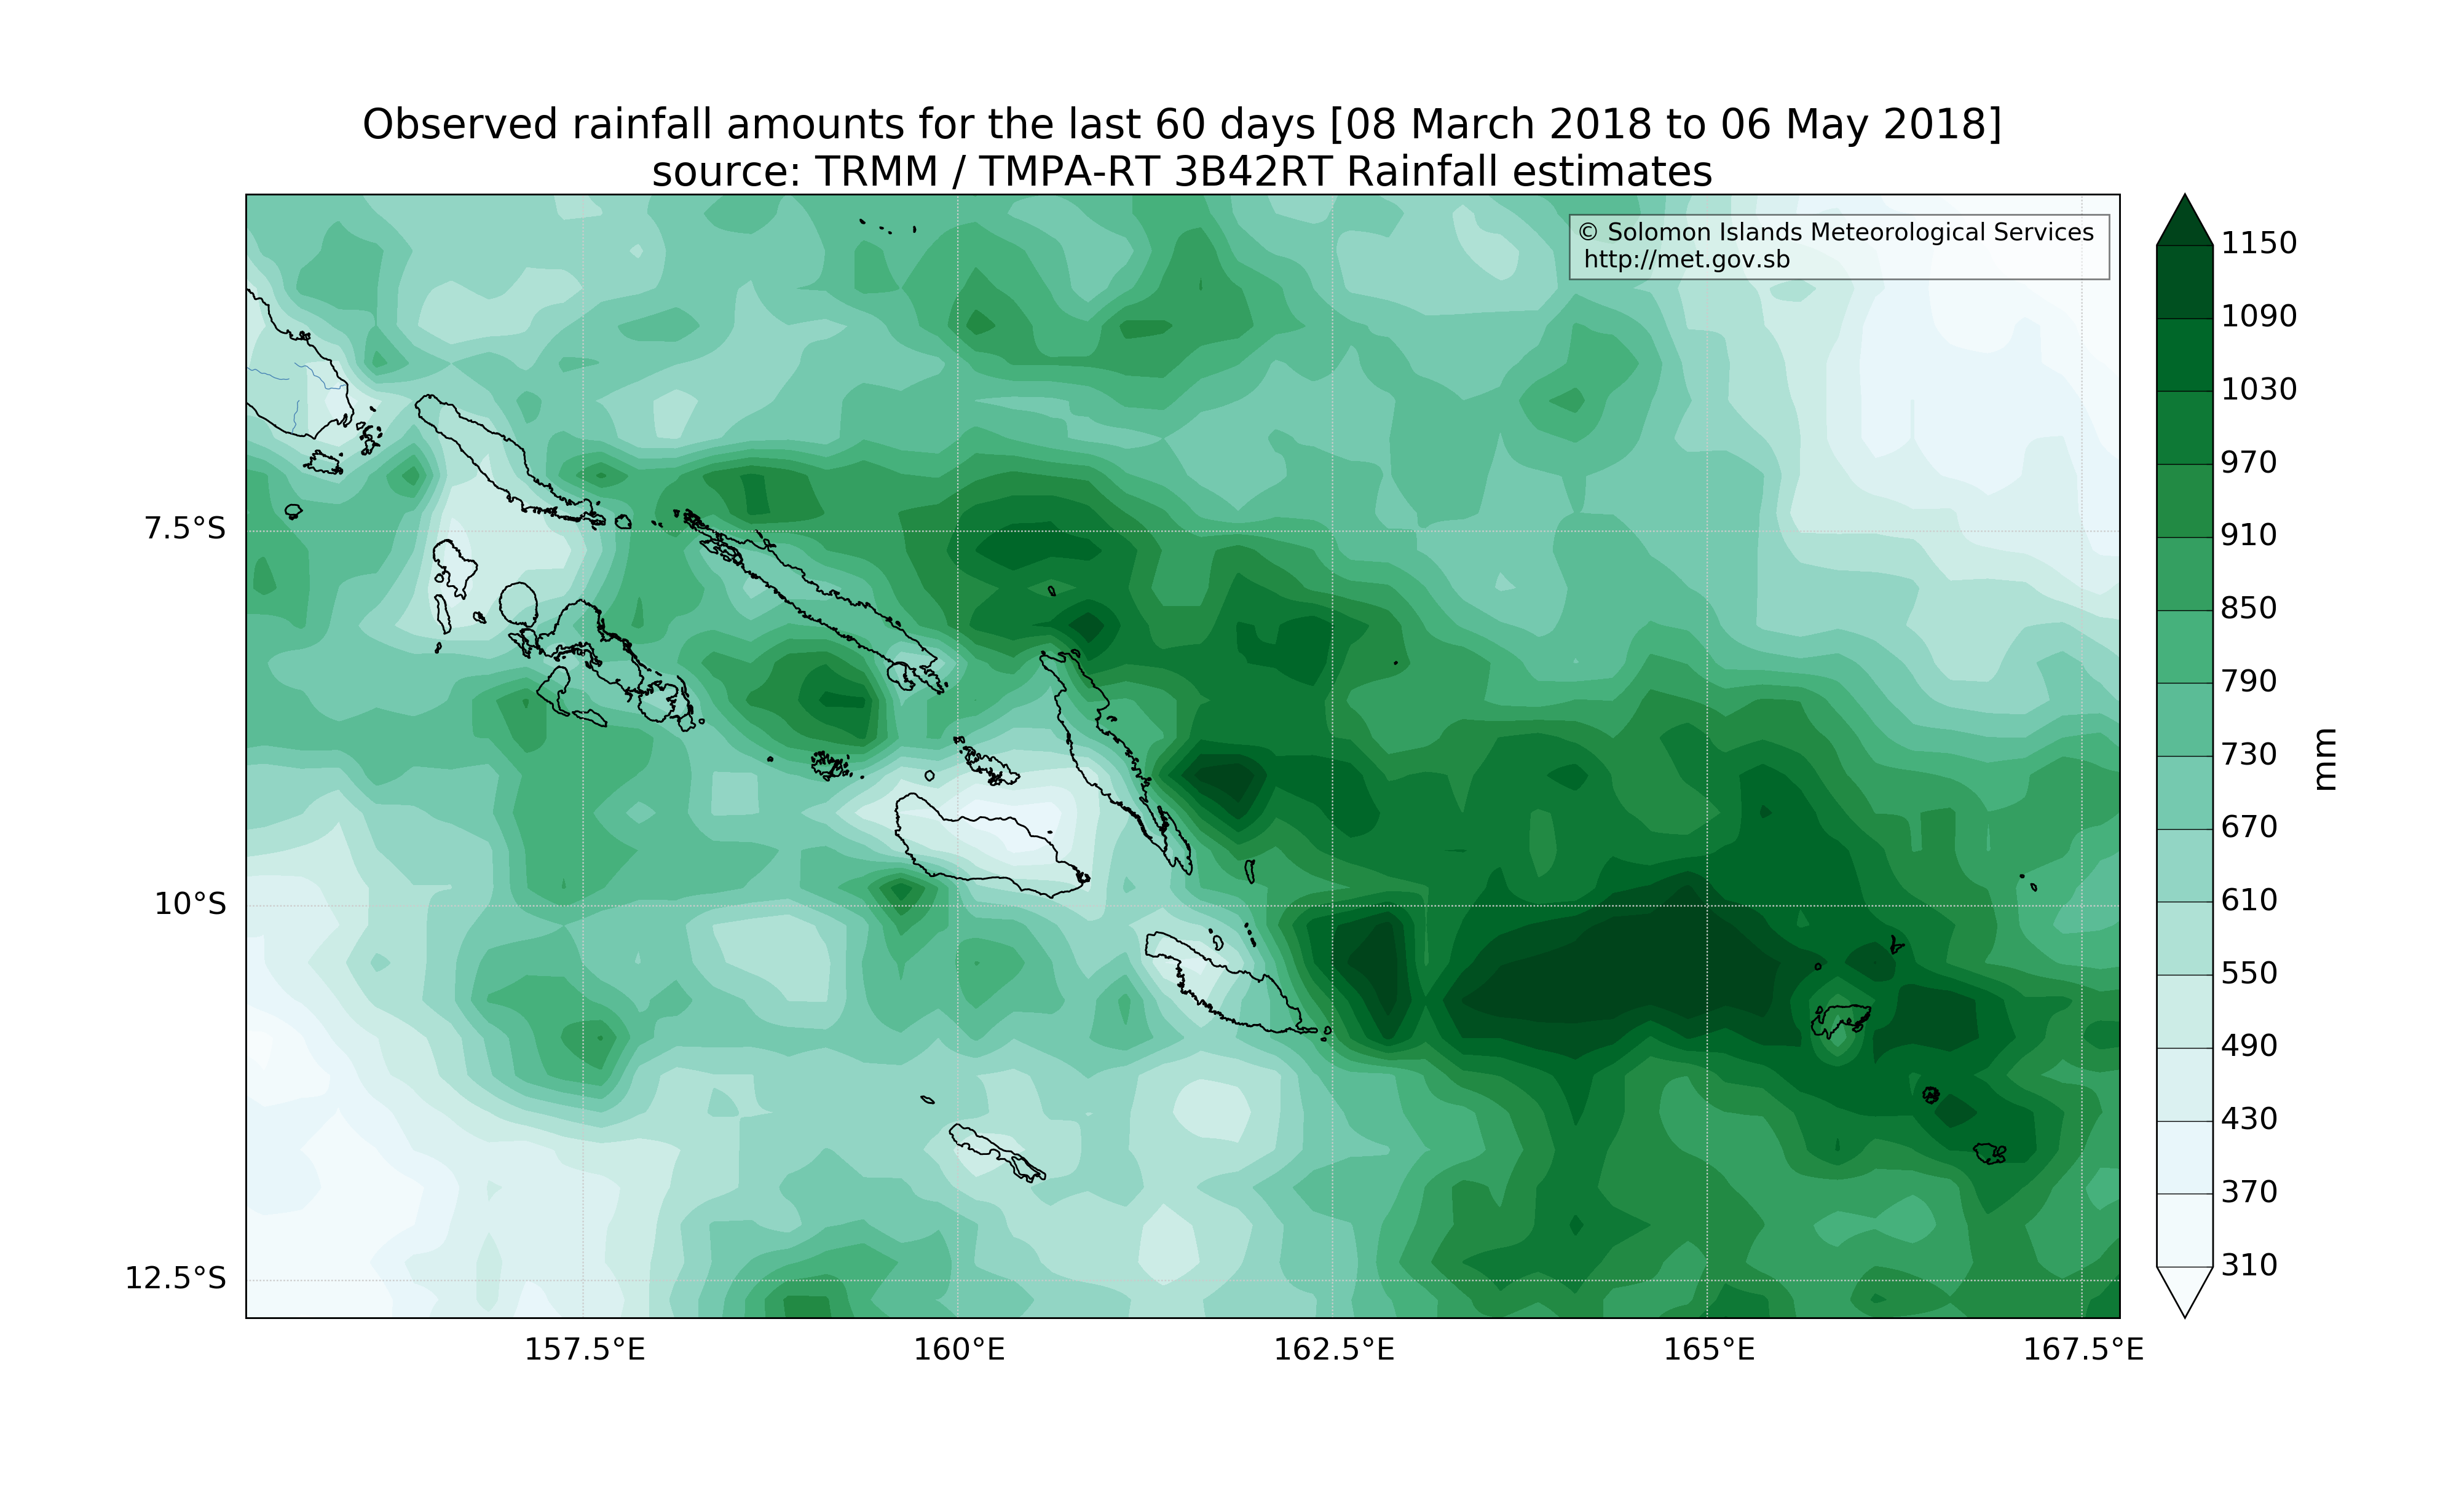 Observed rainfall amounts for the last 60 days [08 March 2018 to 06 May 2018]
source: TRMM / TMPA-RT 3B42RT Rainfall estimates
© Solomon Islands Meteorological Services
http://met.gov.sb
7.5°S
10°S
12.5°S
157.5°E
160°E
162.5°E
165°E
167.5°E
1150
1090
1030
970
910
850
790
730
670
610
550
490
430
370
310
mm